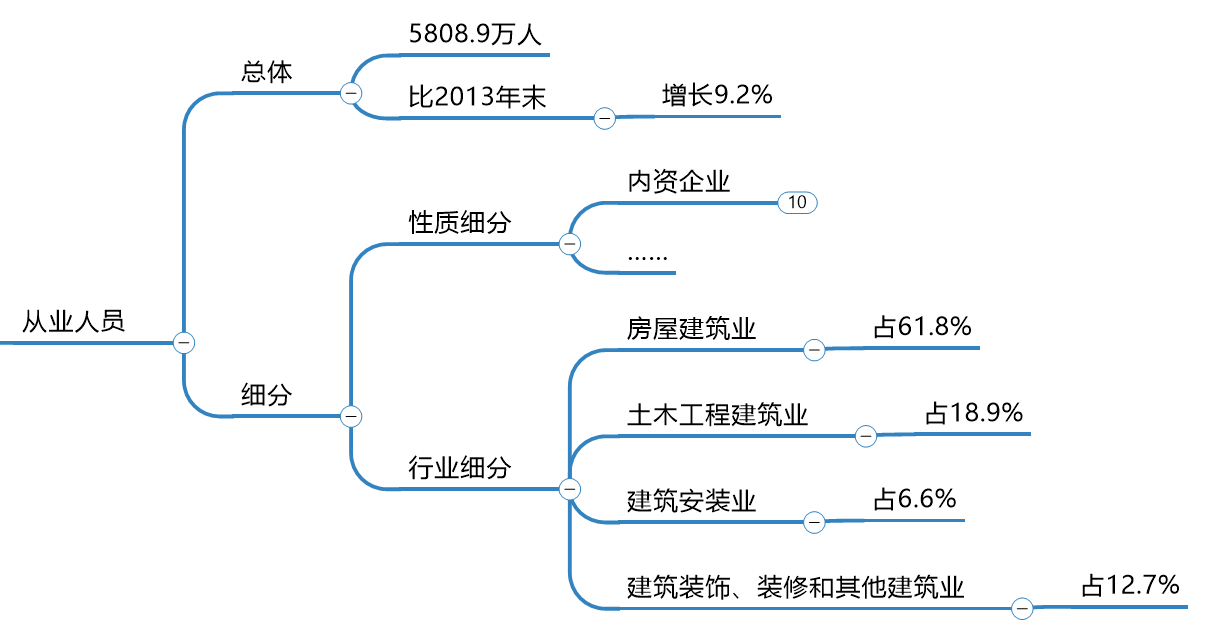 5808.9万人
总体
比2013年末
增长9.2%
内资企业
10
性质细分
……
从业人员
房屋建筑业
占61.8%
细分
土木工程建筑业
占18.9%
行业细分
建筑安装业
占6.6%
建筑装饰、装修和其他建筑业
占12.7%